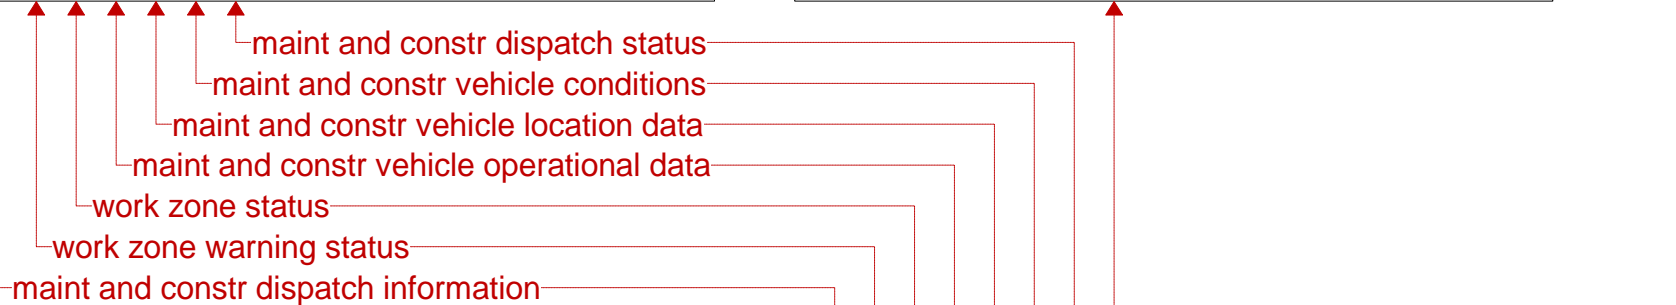 maint and constr dispatch status
maint and constr vehicle conditions
maint and constr vehicle location data
maint and constr vehicle operational data
work zone status
work zone warning status
maint and constr dispatch information